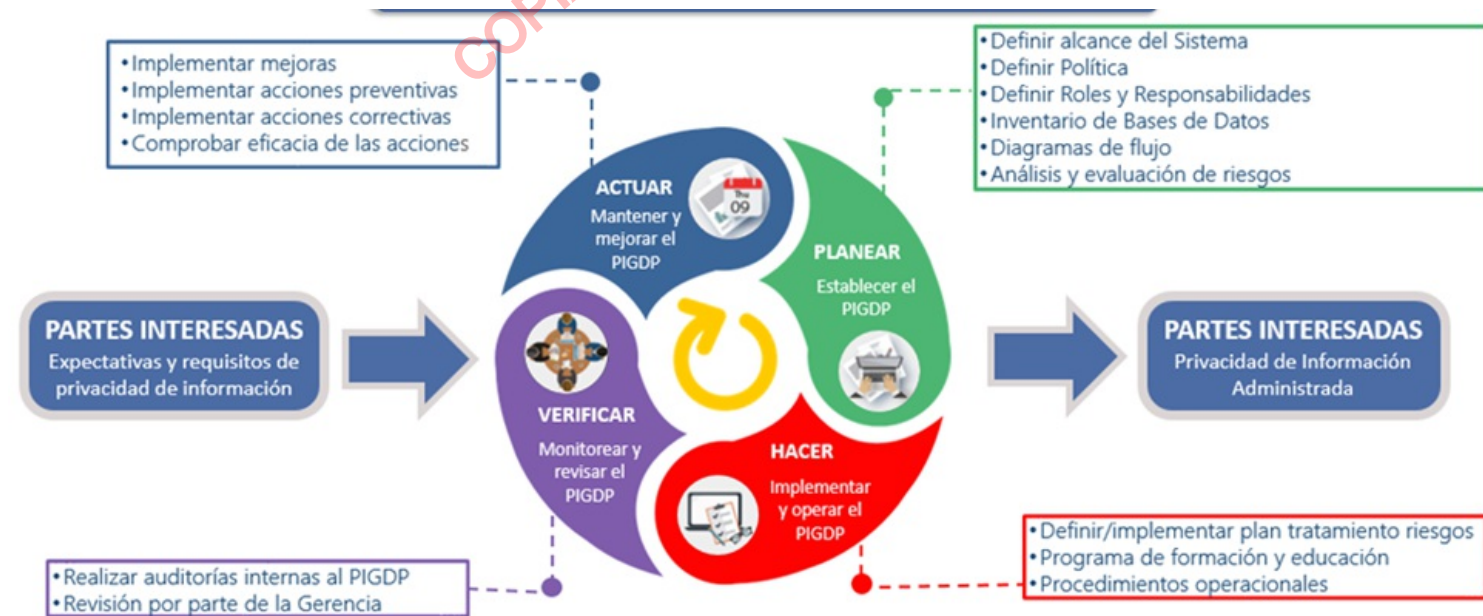 COPI
• Implementar mejoras
• Implementar acciones preventivas
• Implementar acciones correctivas
• Comprobar eficacia de las acciones
• Definir alcance del Sistema
• Definir Política
• Definir Roles y Responsabilidades
• Inventario de Bases de Datos
• Diagramas de flujo
• Análisis y evaluación de riesgos
ACTUAR
Mantener y
mejorar el
PIGDP
Thu
09
PLANEAR
Establecer el
PIGDP
PARTES INTERESADAS
Expectativas y requisitos de
privacidad de información
PARTES INTERESADAS
Privacidad de Información
Administrada
VERIFICAR
Monitorear y
revisar el
PIGDP
HACER
Implementar
y operar el
PIGDP
• Realizar auditorías internas al PIGDP
• Revisión por parte de la Gerencia
• Definir/implementar plan tratamiento riesgos
• Programa de formación y educación
• Procedimientos operacionales